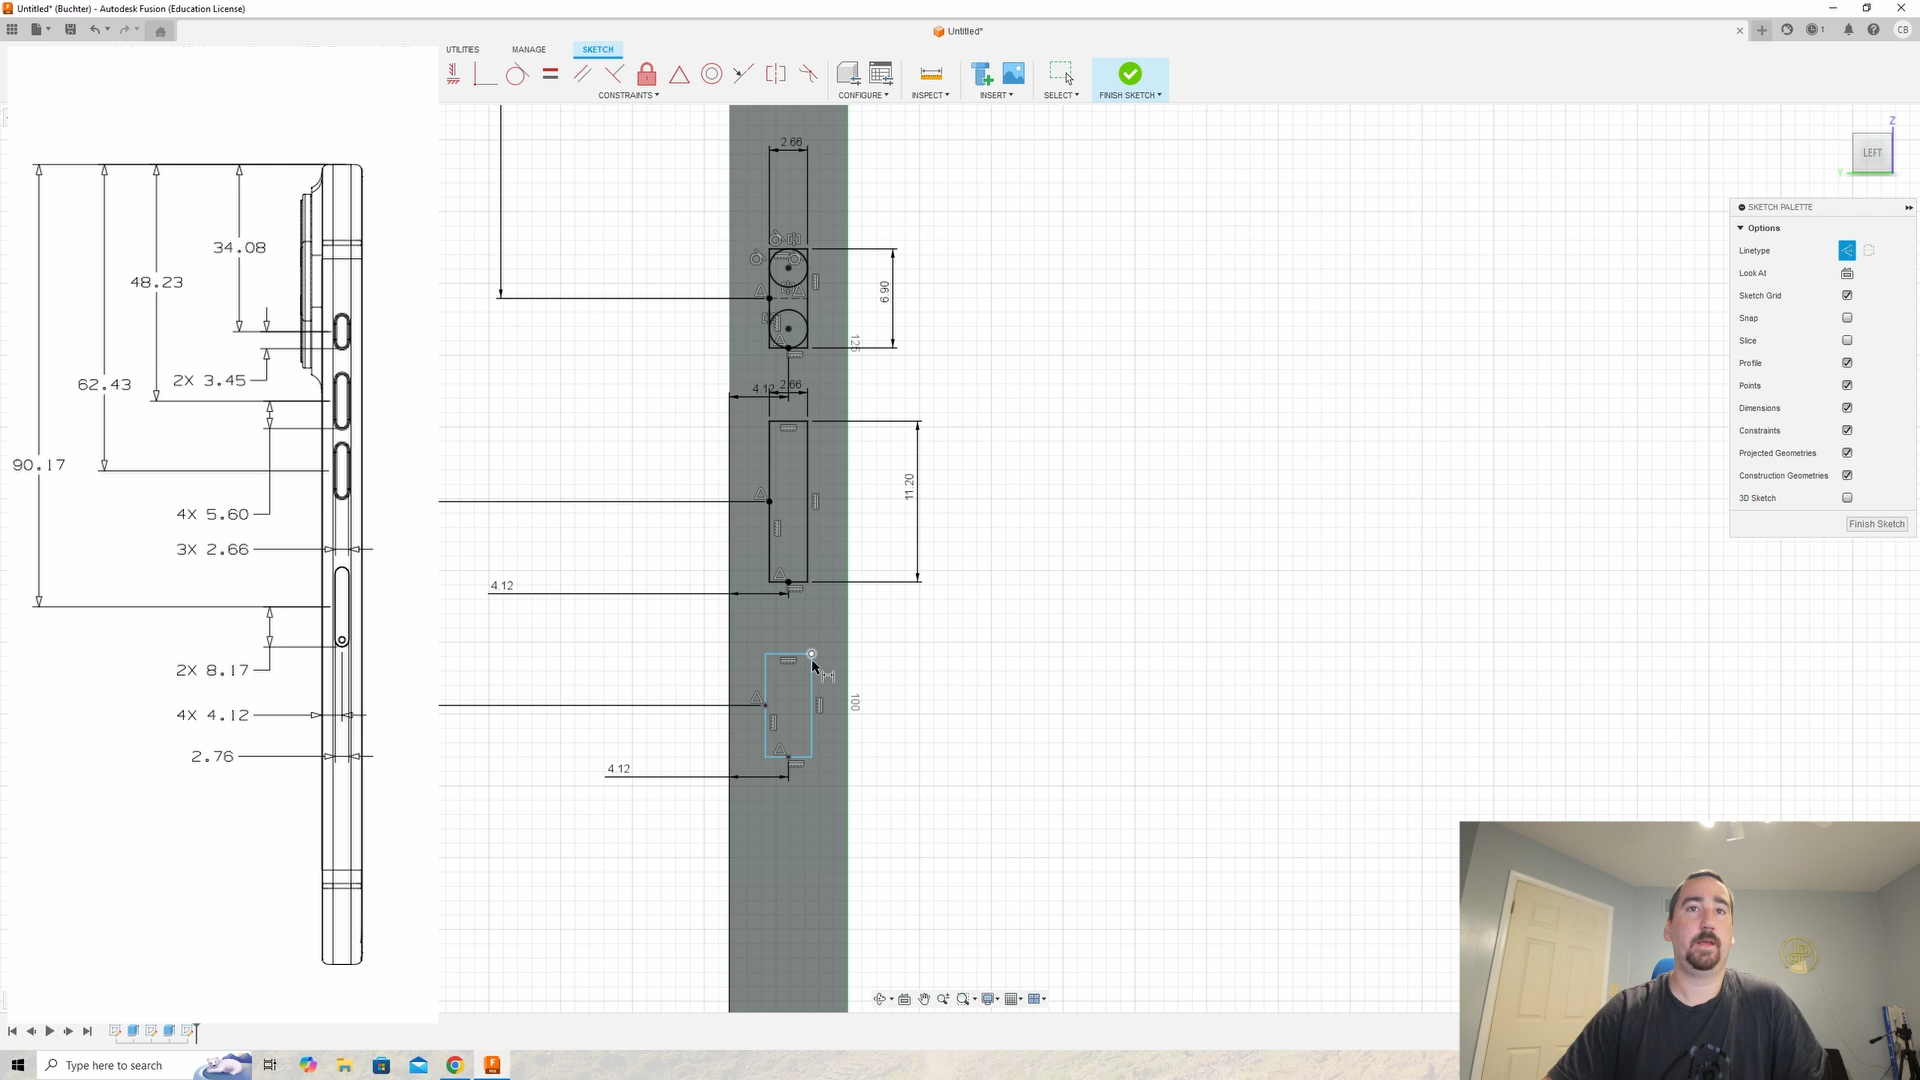 Untitled* (Buchter) - Autodesk Fusion (Education License)
Untitled*
CB
UTILITIES
MANAGE
SKETCH
CONSTRAINTS
CONFIGURE
INSPECT
INSERT
SELECT
FINISH SKETCH
LEFT
Z
Y
SKETCH PALETTE
Options
Linetype
Look At
Sketch Grid
Snap
Slice
Profile
Points
Dimensions
Constraints
Projected Geometries
Construction Geometries
3D Sketch
Finish Sketch
34.08
48.23
2X 3.45
62.43
90.17
4X 5.60
3X 2.66
2X 8.17
4X 4.12
2.76
2.66
6.90
125
4.12
2.66
11.20
4.12
100
4.12
Type here to search